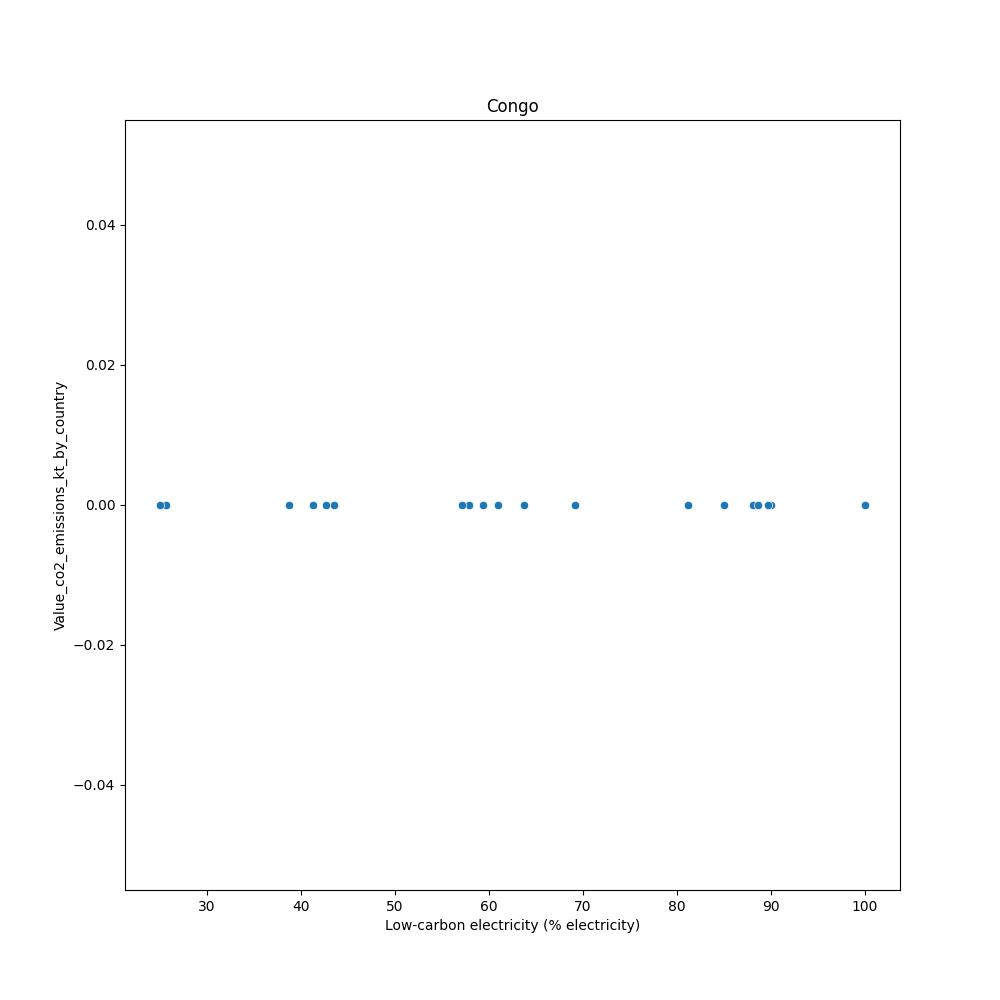 Congo
Value_co2_emissions_kt_by_country
0.04
0.02
0.00
−0.02
−0.04
30 40 50 60 70 80 90 100
Low-carbon electricity (% electricity)